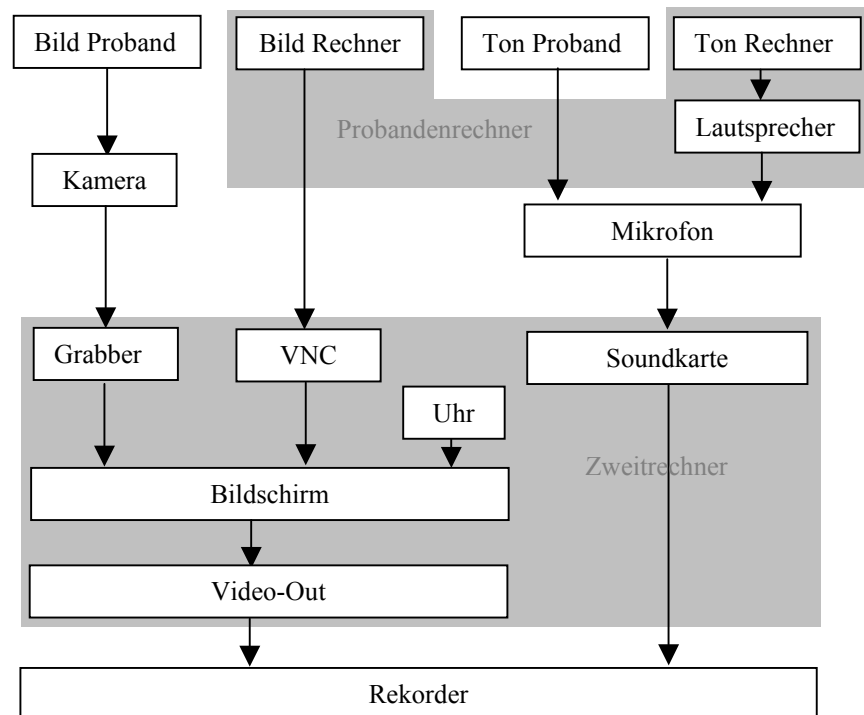 Bild Proband
Bild Rechner
Ton Proband
Ton Rechner
Probandenrechner
Lautsprecher
Kamera
Mikrofon
Grabber
VNC
Soundkarte
Uhr
Zweitrechner
Bildschirm
Video-Out
Rekorder